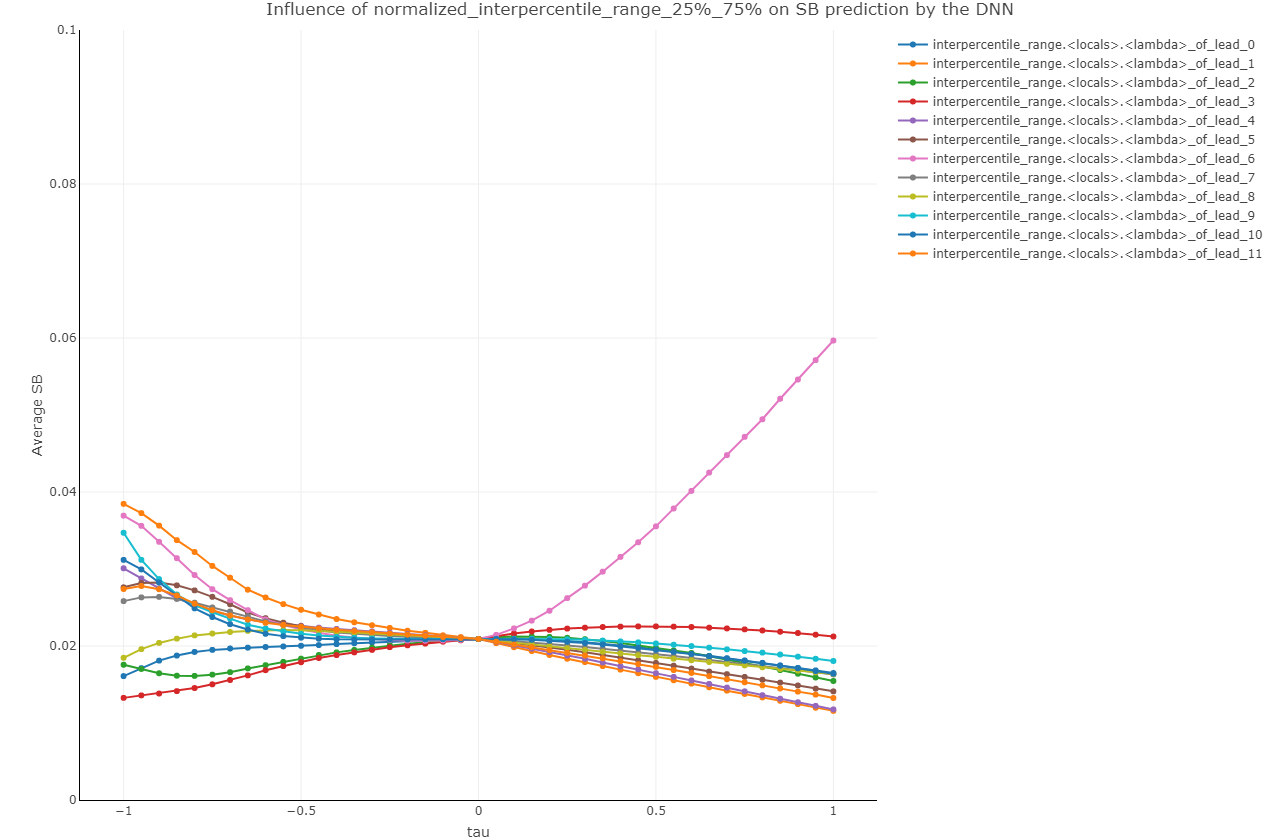 Influence of normalized_interpercentile_range_25%_75% on SB prediction by the DNN
0.1
0.08
0.06
0.04
0.02
0
Average SB
−1
−0.5
0
0.5
1
tau
interpercentile_range.<locals>.<lambda>_of_lead_0
interpercentile_range.<locals>.<lambda>_of_lead_1
interpercentile_range.<locals>.<lambda>_of_lead_2
interpercentile_range.<locals>.<lambda>_of_lead_3
interpercentile_range.<locals>.<lambda>_of_lead_4
interpercentile_range.<locals>.<lambda>_of_lead_5
interpercentile_range.<locals>.<lambda>_of_lead_6
interpercentile_range.<locals>.<lambda>_of_lead_7
interpercentile_range.<locals>.<lambda>_of_lead_8
interpercentile_range.<locals>.<lambda>_of_lead_9
interpercentile_range.<locals>.<lambda>_of_lead_10
interpercentile_range.<locals>.<lambda>_of_lead_11